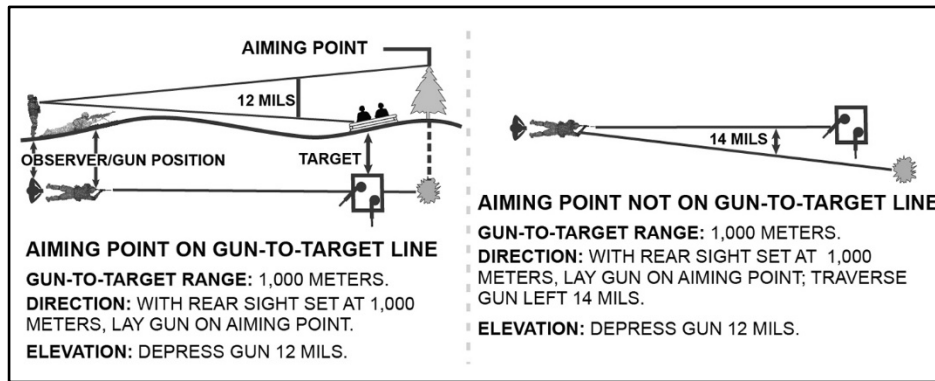 AIMING POINT
12 MILS
OBSERVER/GUN POSITION
TARGET
AIMING POINT ON GUN-TO-TARGET LINE
GUN-TO-TARGET RANGE: 1,000 METERS.
DIRECTION: WITH REAR SIGHT SET AT 1,000
METERS, LAY GUN ON AIMING POINT.
ELEVATION: DEPRESS GUN 12 MILS.
14 MILS
AIMING POINT NOT ON GUN-TO-TARGET LINE
GUN-TO-TARGET RANGE: 1,000 METERS.
DIRECTION: WITH REAR SIGHT SET AT 1,000
METERS, LAY GUN ON AIMING POINT; TRAVERSE
GUN LEFT 14 MILS.
ELEVATION: DEPRESS GUN 12 MILS.